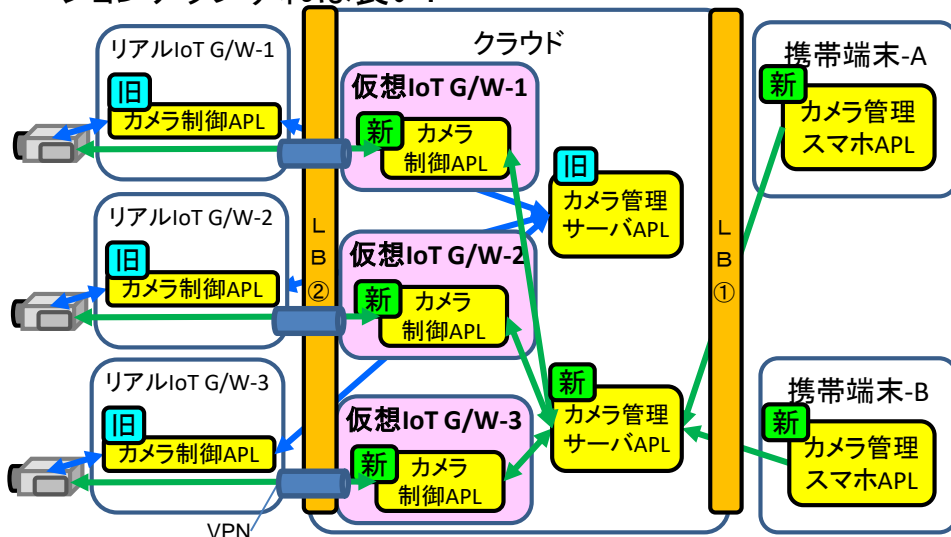 リアルIoT G/W-1
旧
カメラ制御APL
リアルIoT G/W-2
旧
カメラ制御APL
リアルIoT G/W-3
旧
カメラ制御APL
VPN
LB②
クラウド
仮想IoT G/W-1
新
カメラ
制御APL
仮想IoT G/W-2
新
カメラ
制御APL
仮想IoT G/W-3
新
カメラ
制御APL
旧
カメラ管理
サーバAPL
新
カメラ管理
サーバAPL
LB①
携帯端末-A
新
カメラ管理
スマホAPL
携帯端末-B
新
カメラ管理
スマホAPL